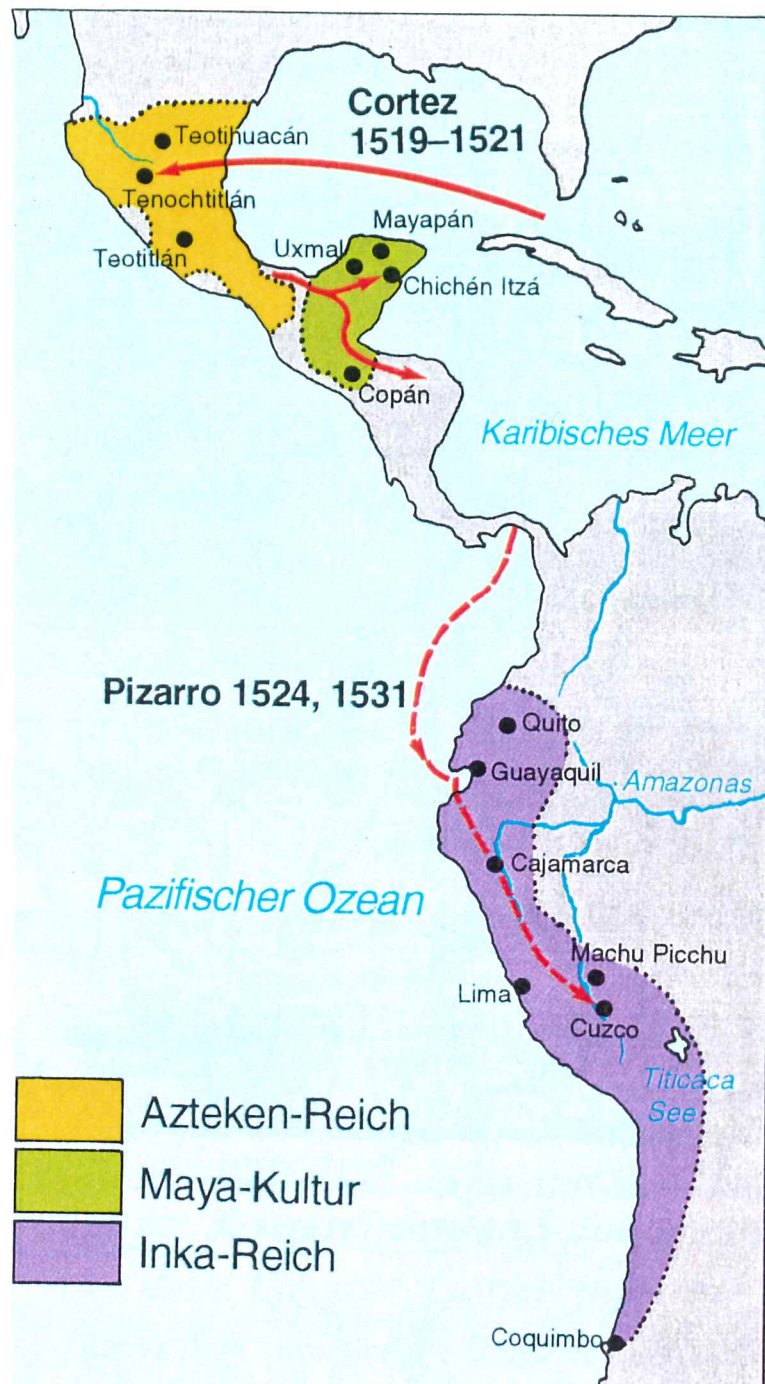 Cortez
1519–1521
Teotihuacán
Tenochtitlán
Teotitlán
Mayapán
Uxmal
Chichén Itzá
Copán
Karibisches Meer
Pizarro 1524, 1531
Quito
Guayaquil
Amazonas
Cajamarca
Pazifischer Ozean
Machu Picchu
Lima
Cuzco
Titicaca
See
Azteken-Reich
Maya-Kultur
Inka-Reich
Coquimbo